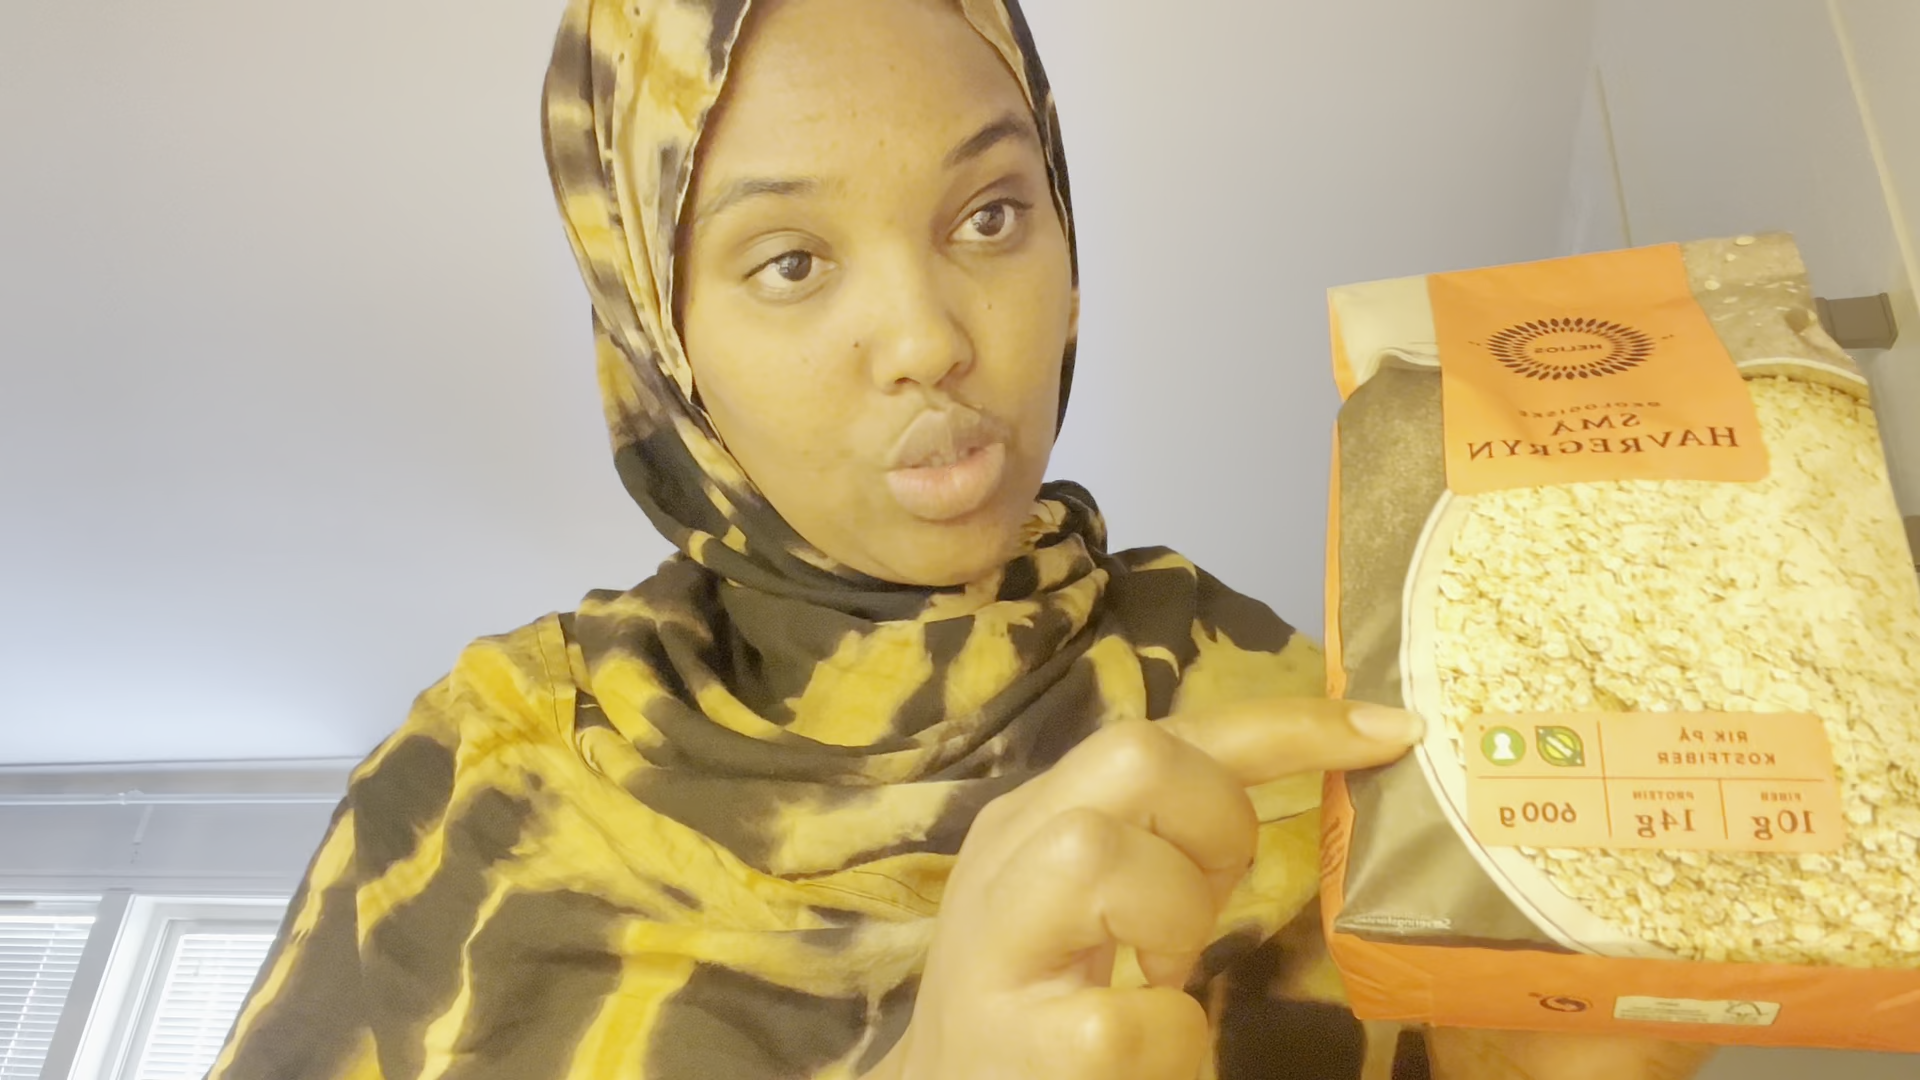 HELIOS
ØKOLOGISKE
SMÅ
HAVREGRYN
RIK PÅ
KOSTFIBER
FIBER
10g
PROTEIN
14g
600g